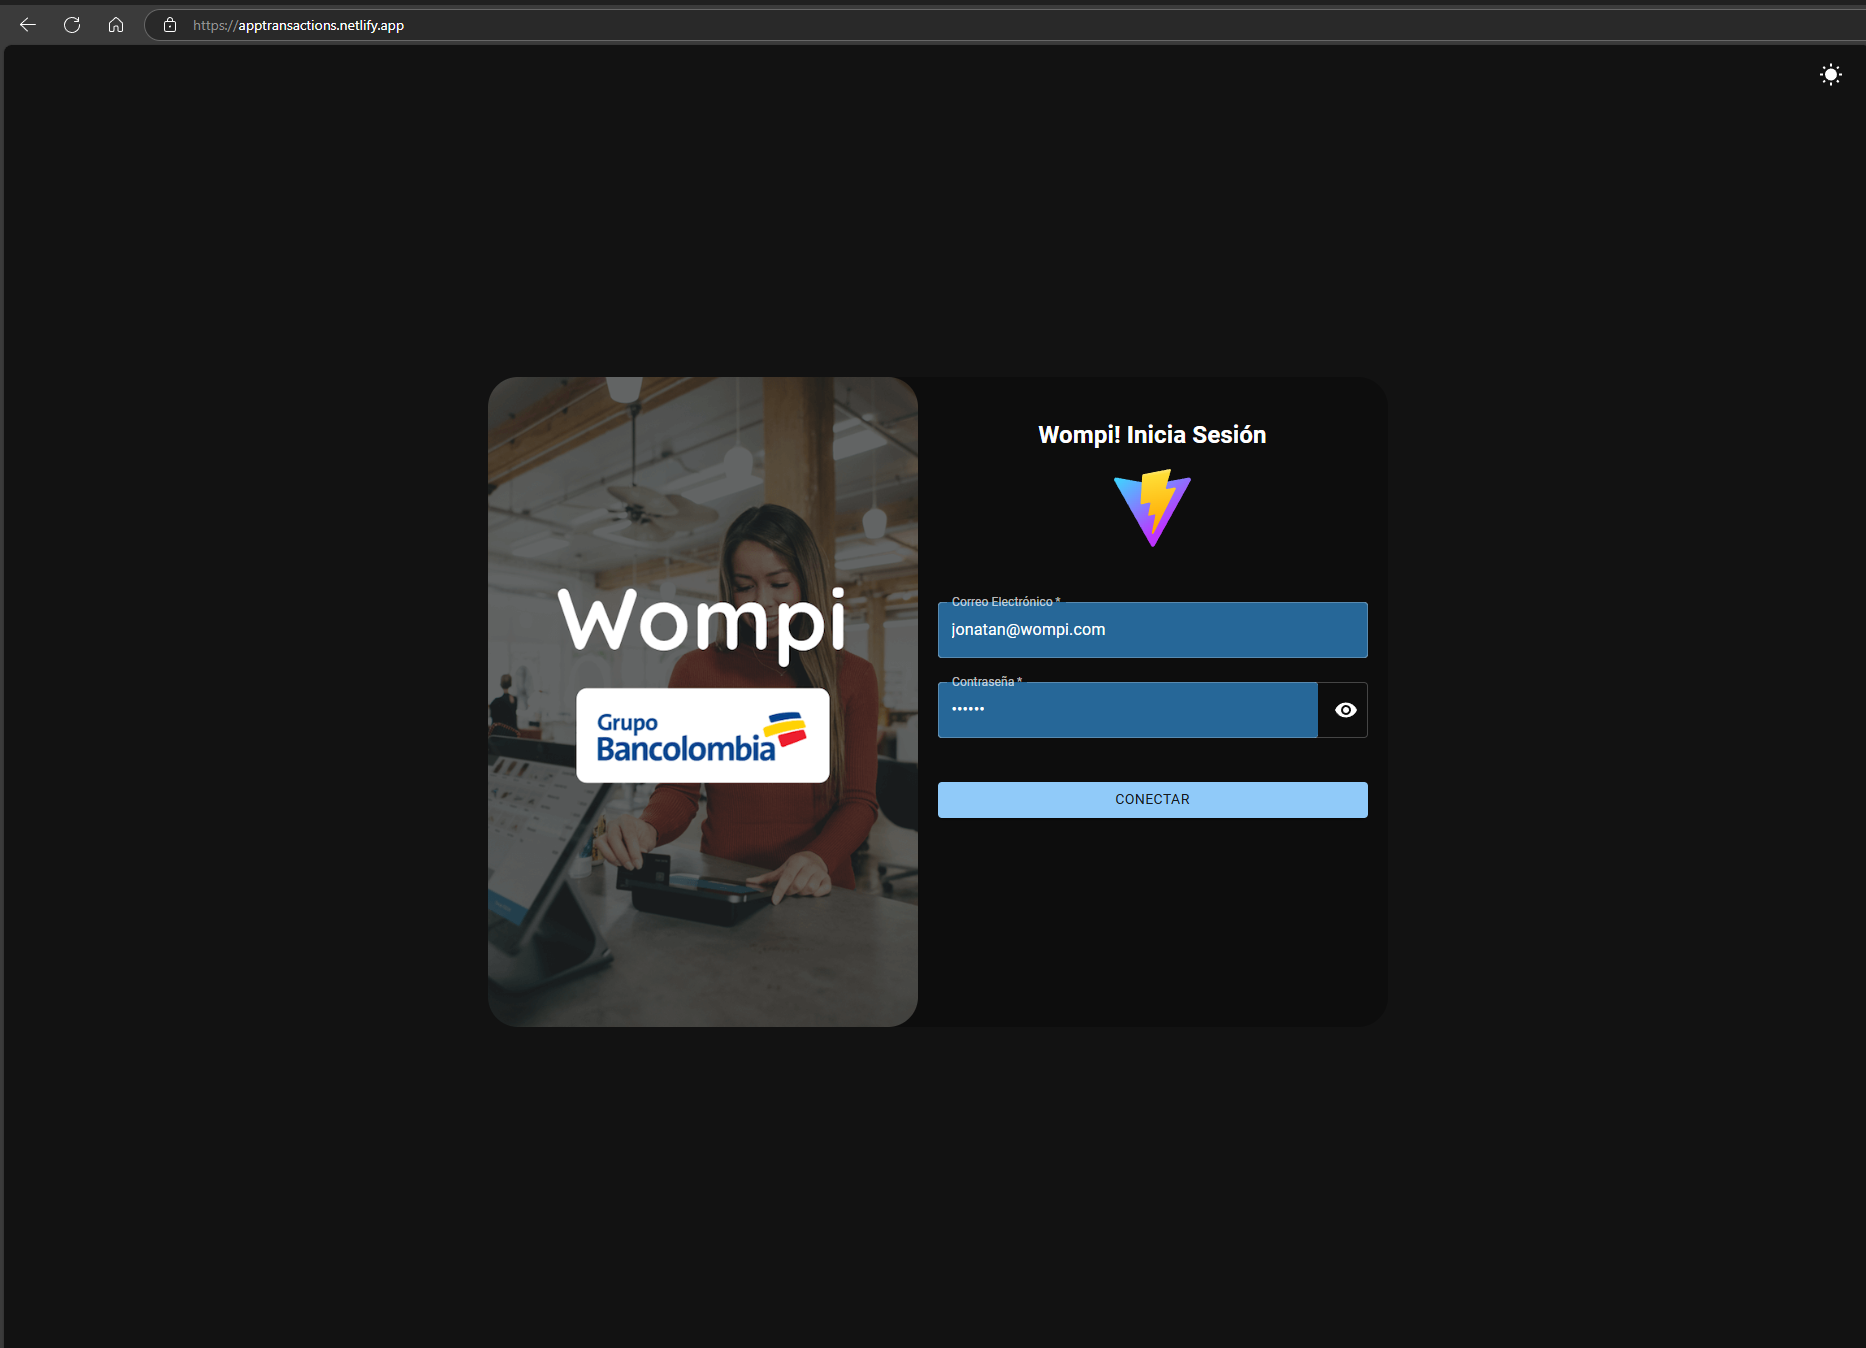 https://apptransactions.netlify.app
Wompi
Grupo
Bancolombia
Wompi! Inicia Sesión
Correo Electrónico *
jonatan@wompi.com
Contraseña *
••••••
CONECTAR